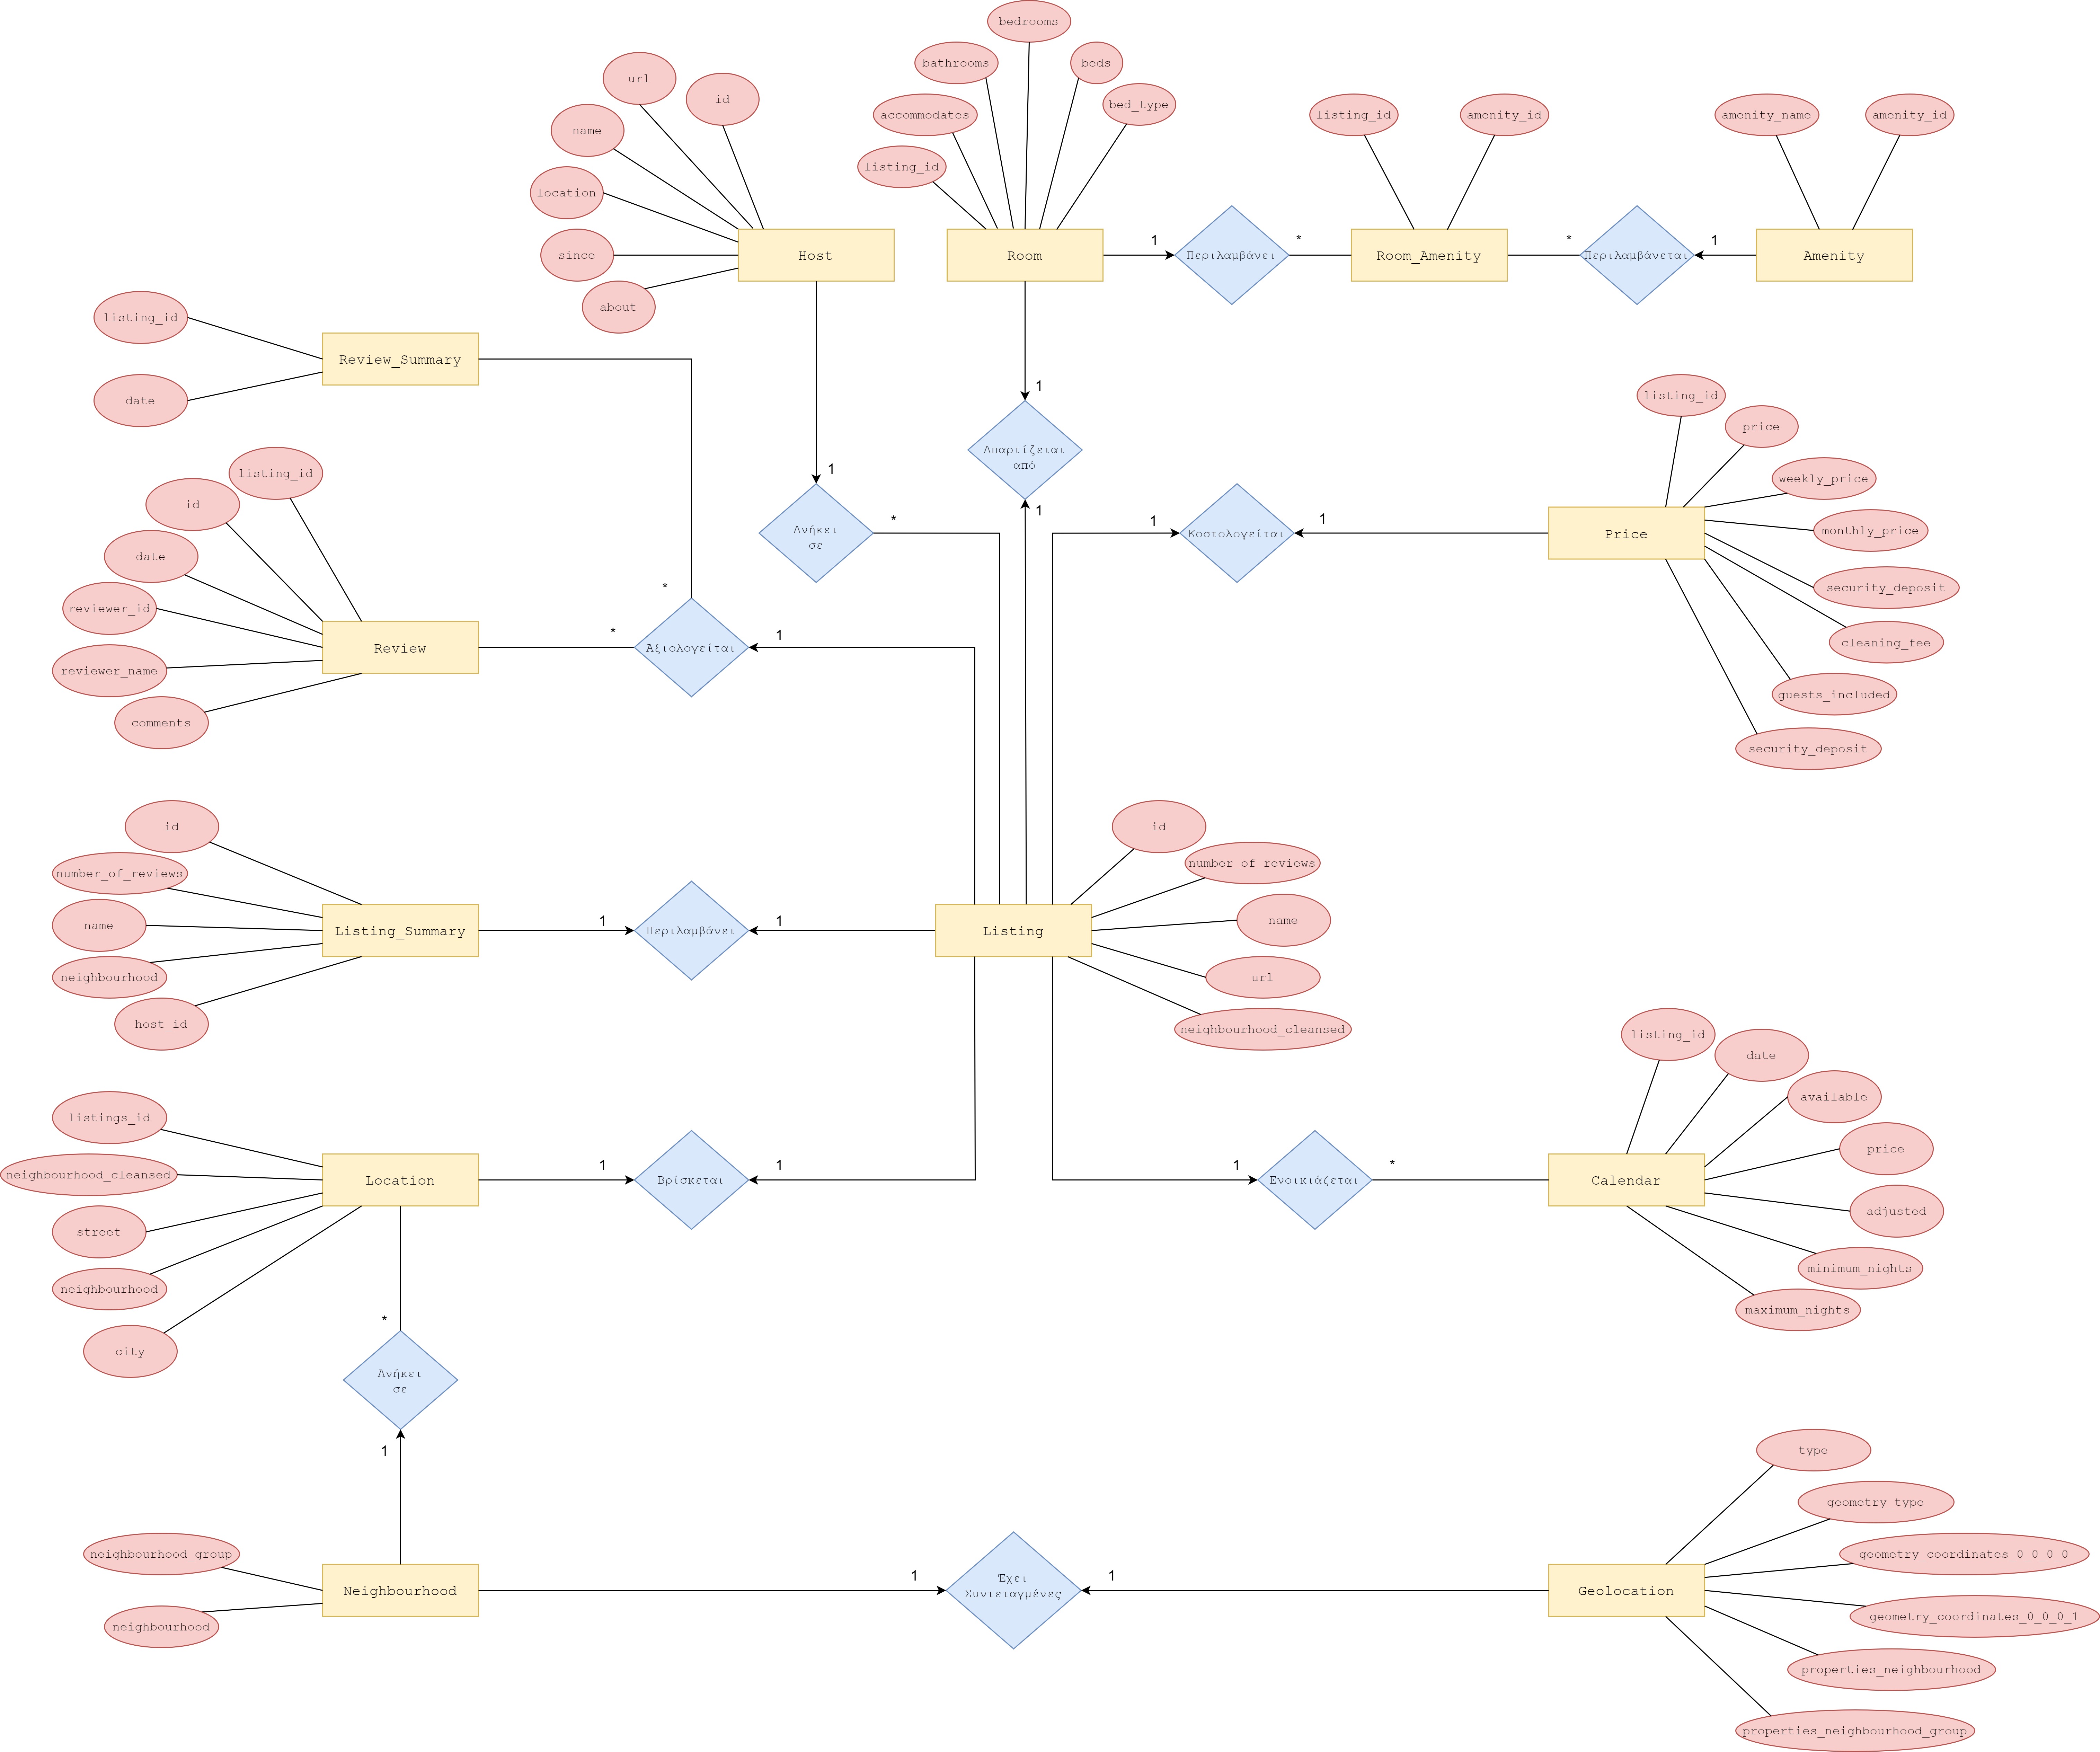 bedrooms
url
bathrooms
beds
id
bed_type
name
accommodates
listing_id
amenity_id
amenity_name
amenity_id
listing_id
location
since
about
Host
Room
1
Περιλαμβάνει
*
Room_Amenity
*
Περιλαμβάνεται
1
Amenity
listing_id
date
Review_Summary
1
Απαρτίζεται
από
1
1
Ανήκει
σε
*
listing_id
price
weekly_price
monthly_price
security_deposit
cleaning_fee
guests_included
security_deposit
1
Κοστολογείται
1
Price
listing_id
id
date
reviewer_id
reviewer_name
comments
Review
*
*
Αξιολογείται
1
id
number_of_reviews
name
neighbourhood
host_id
Listing_Summary
1
Περιλαμβάνει
1
Listing
id
number_of_reviews
name
url
neighbourhood_cleansed
listings_id
neighbourhood_cleansed
street
neighbourhood
city
Location
1
Βρίσκεται
1
1
Ενοικιάζεται
*
Calendar
listing_id
date
available
price
adjusted
minimum_nights
maximum_nights
*
Ανήκει
σε
1
neighbourhood_group
neighbourhood
Neighbourhood
1
Έχει
Συντεταγμένες
1
Geolocation
type
geometry_type
geometry_coordinates_0_0_0_0
geometry_coordinates_0_0_0_1
properties_neighbourhood
properties_neighbourhood_group